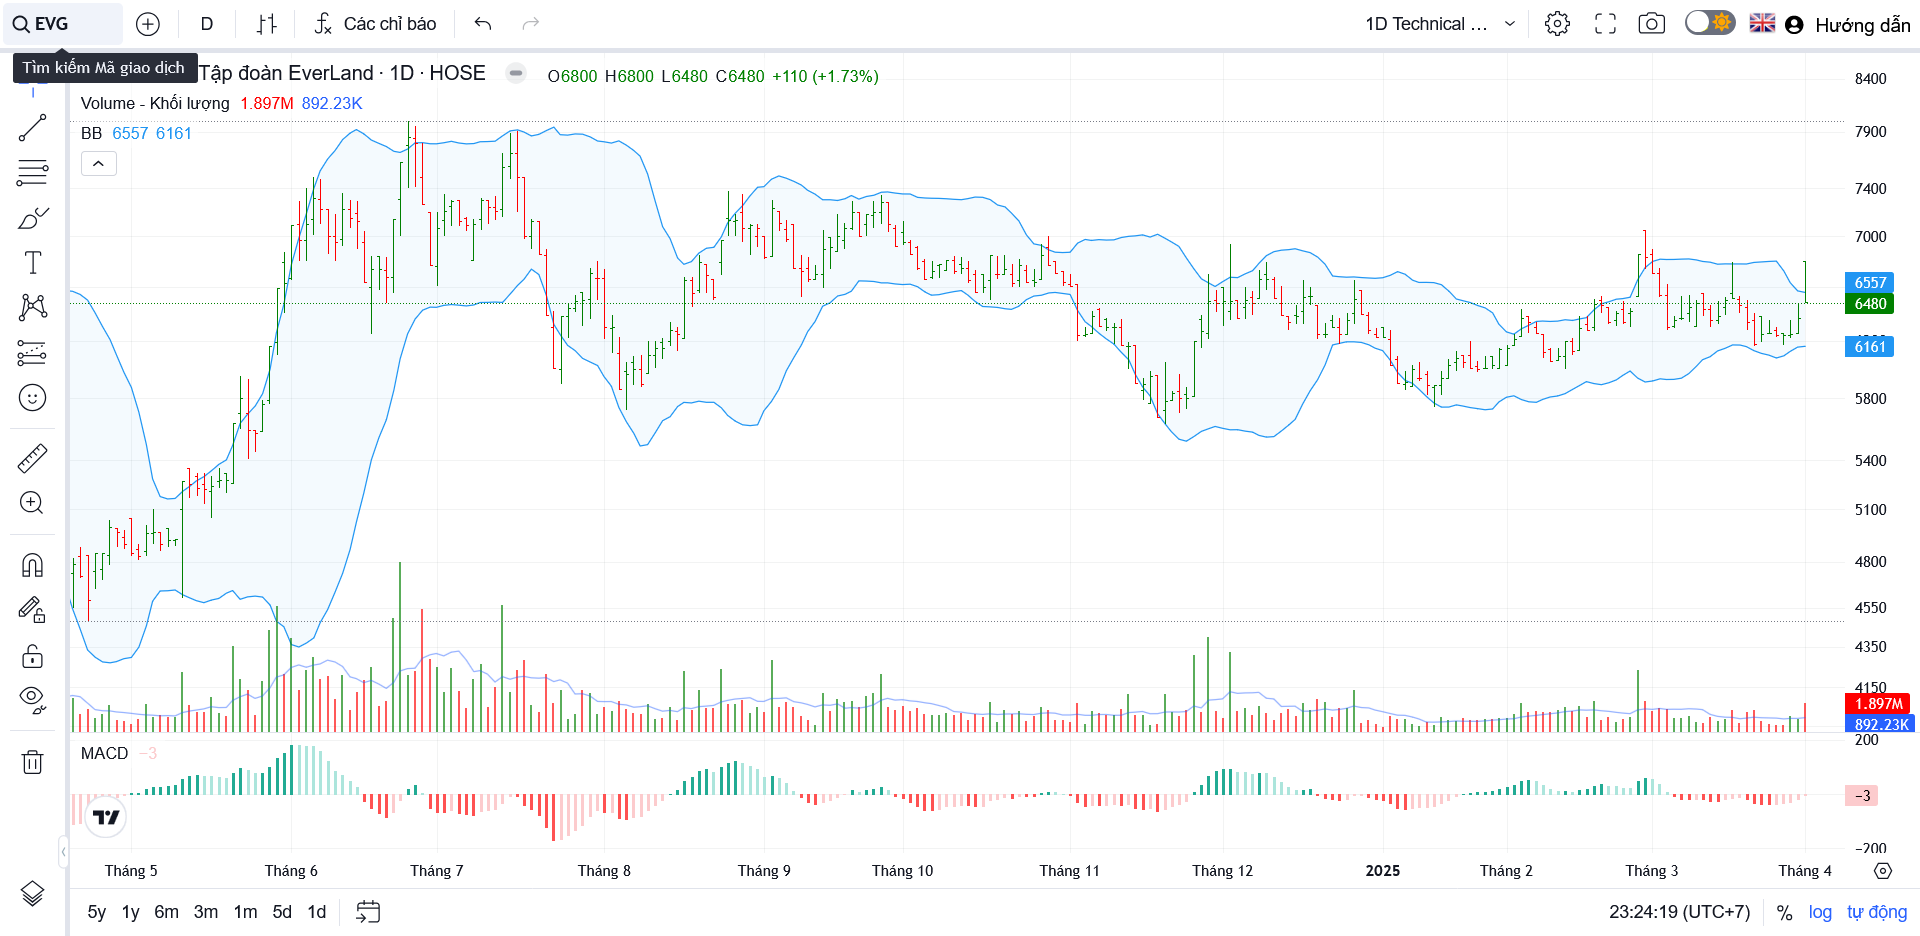 EVG
D
Các chỉ báo
1D Technical ...
Hướng dẫn
Tìm kiếm Mã giao dịch
Tập đoàn EverLand · 1D · HOSE
O6800 H6800 L6480 C6480 +110 (+1.73%)
Volume - Khối lượng 1.897M 892.23K
BB 6557 6161
8400
7900
7400
7000
6557
6480
6161
5800
5400
5100
4800
4550
4350
4150
1.897M
892.23K
200
MACD −3
−3
−200
Tháng 5 Tháng 6 Tháng 7 Tháng 8 Tháng 9 Tháng 10 Tháng 11 Tháng 12 2025 Tháng 2 Tháng 3 Tháng 4
5y 1y 6m 3m 1m 5d 1d
23:24:19 (UTC+7) % log tự động